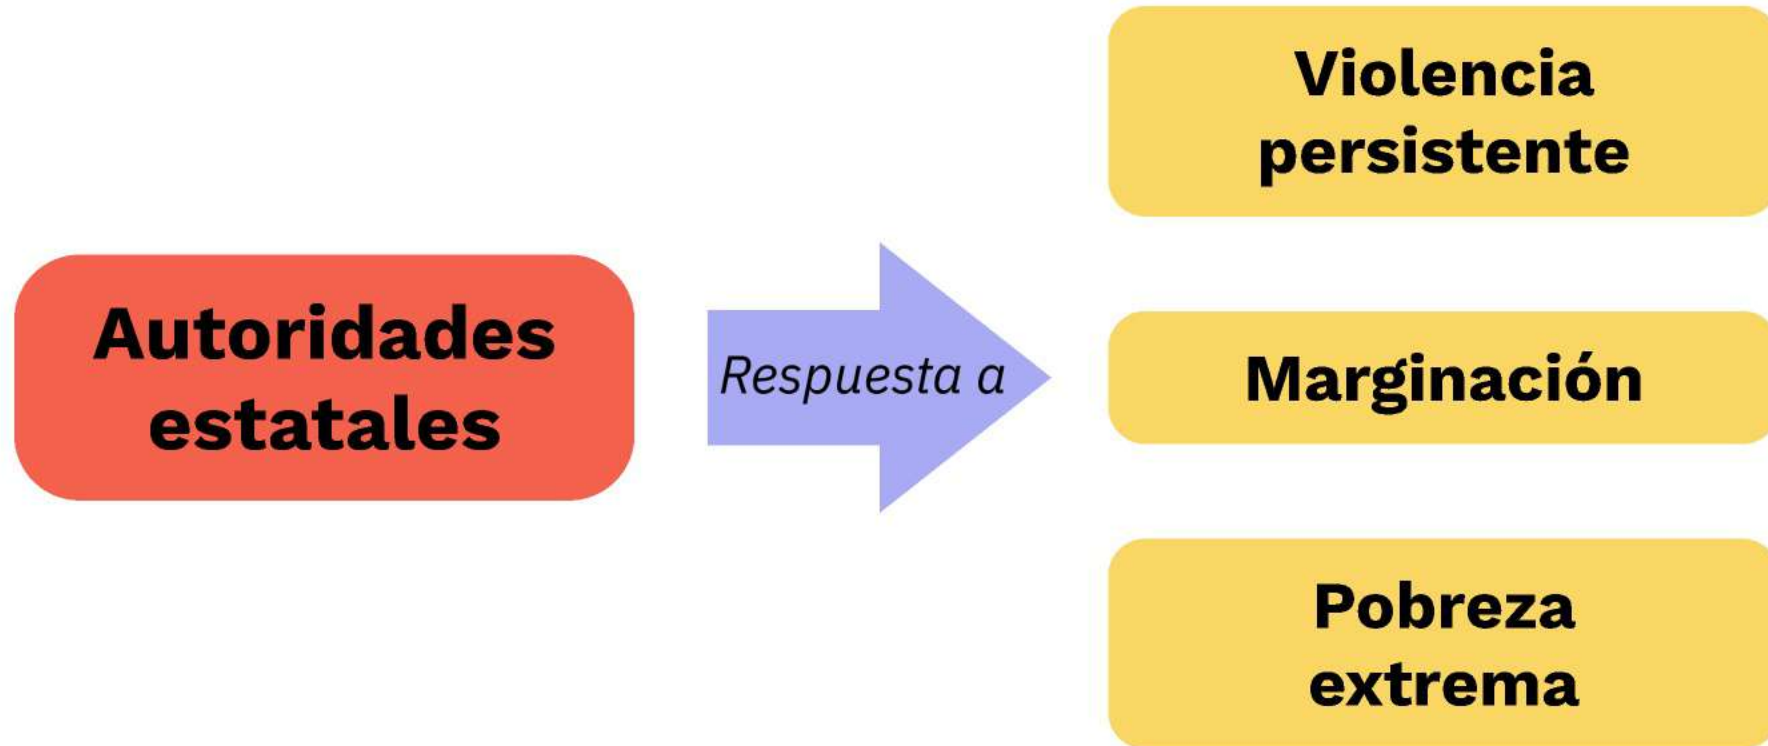 Autoridades
estatales
Respuesta a
Violencia
persistente
Marginación
Pobreza
extrema